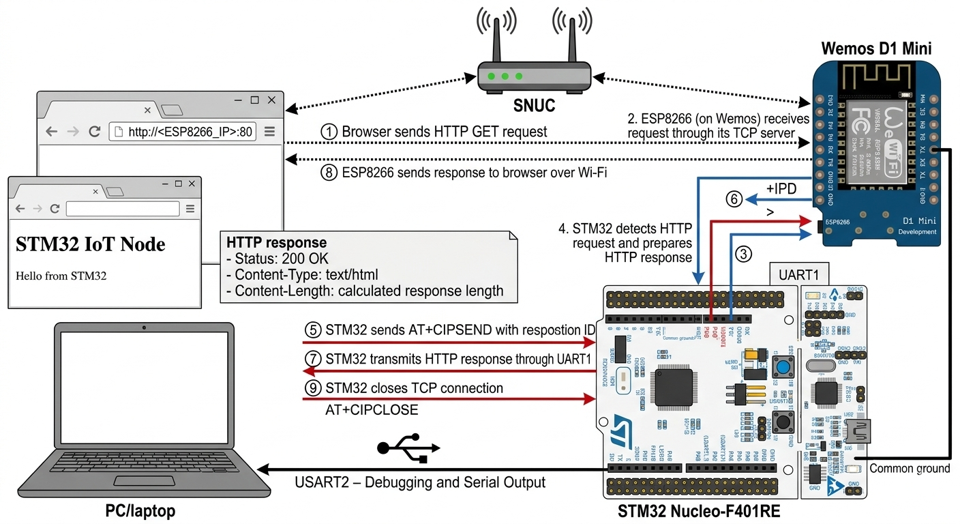 Wemos D1 Mini
SNUC
http://<ESP8266_IP>:80
① Browser sends HTTP GET request
2. ESP8266 (on Wemos) receives
request through its TCP server
⑧ ESP8266 sends response to browser over Wi-Fi
WeWiFi
FC
+IPD
⑥
>
4. STM32 detects HTTP
request and prepares
HTTP response
③
D1 Mini
Development
STM32 IoT Node
Hello from STM32
HTTP response
- Status: 200 OK
- Content-Type: text/html
- Content-Length: calculated response length
UART1
⑤ STM32 sends AT+CIPSEND with respostion ID
⑦ STM32 transmits HTTP response through UART1
⑨ STM32 closes TCP connection
AT+CIPCLOSE
Common ground
USART2 – Debugging and Serial Output
PC/laptop
STM32 Nucleo-F401RE